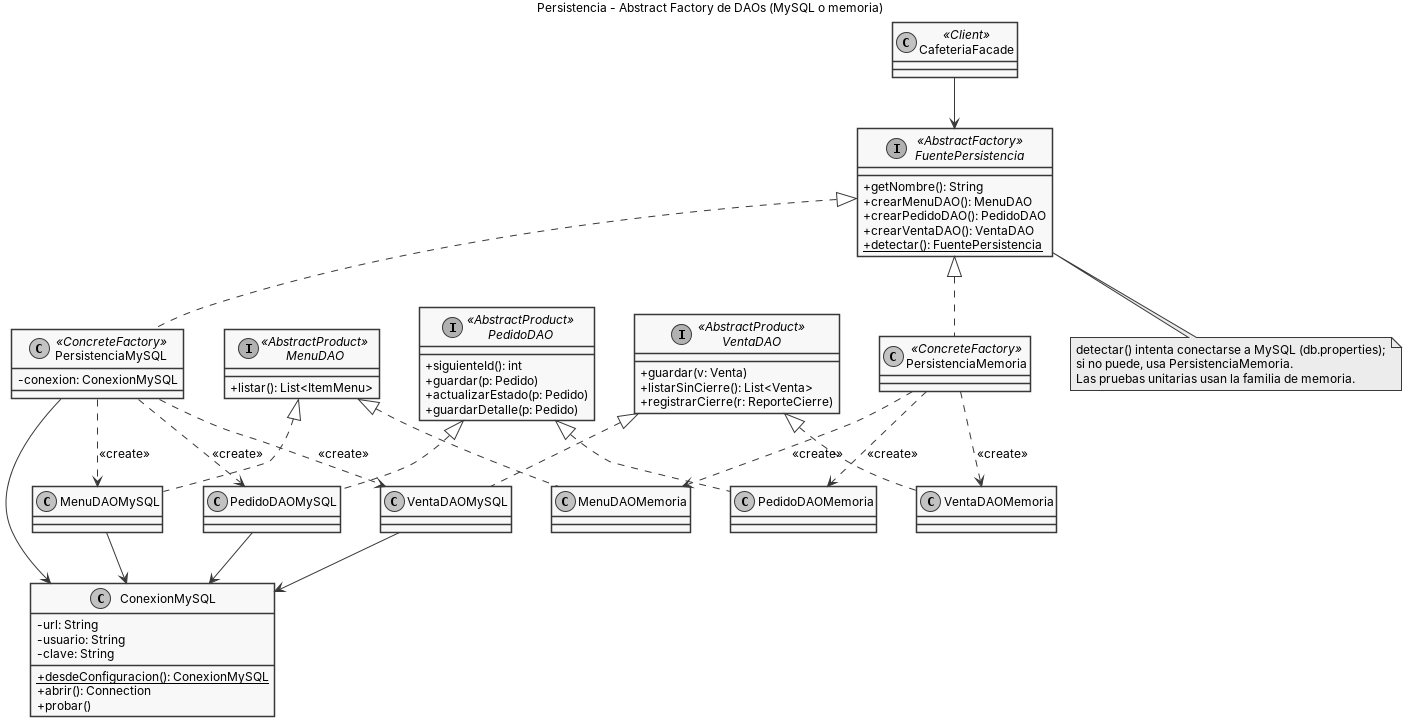 Persistencia - Abstract Factory de DAOs (MySQL o memoria)
C
«Client»
CafeteriaFacade
I
«AbstractFactory»
FuentePersistencia
+getNombre(): String
+crearMenuDAO(): MenuDAO
+crearPedidoDAO(): PedidoDAO
+crearVentaDAO(): VentaDAO
+detectar(): FuentePersistencia
C
«ConcreteFactory»
PersistenciaMySQL
-conexion: ConexionMySQL
I
«AbstractProduct»
MenuDAO
+listar(): List<ItemMenu>
I
«AbstractProduct»
PedidoDAO
+siguienteId(): int
+guardar(p: Pedido)
+actualizarEstado(p: Pedido)
+guardarDetalle(p: Pedido)
I
«AbstractProduct»
VentaDAO
+guardar(v: Venta)
+listarSinCierre(): List<Venta>
+registrarCierre(r: ReporteCierre)
C
«ConcreteFactory»
PersistenciaMemoria
detectar() intenta conectarse a MySQL (db.properties);
si no puede, usa PersistenciaMemoria.
Las pruebas unitarias usan la familia de memoria.
«create»
«create»
«create»
«create»
«create»
«create»
C MenuDAOMySQL
C PedidoDAOMySQL
C VentaDAOMySQL
C MenuDAOMemoria
C PedidoDAOMemoria
C VentaDAOMemoria
C ConexionMySQL
-url: String
-usuario: String
-clave: String
+desdeConfiguracion(): ConexionMySQL
+abrir(): Connection
+probar()